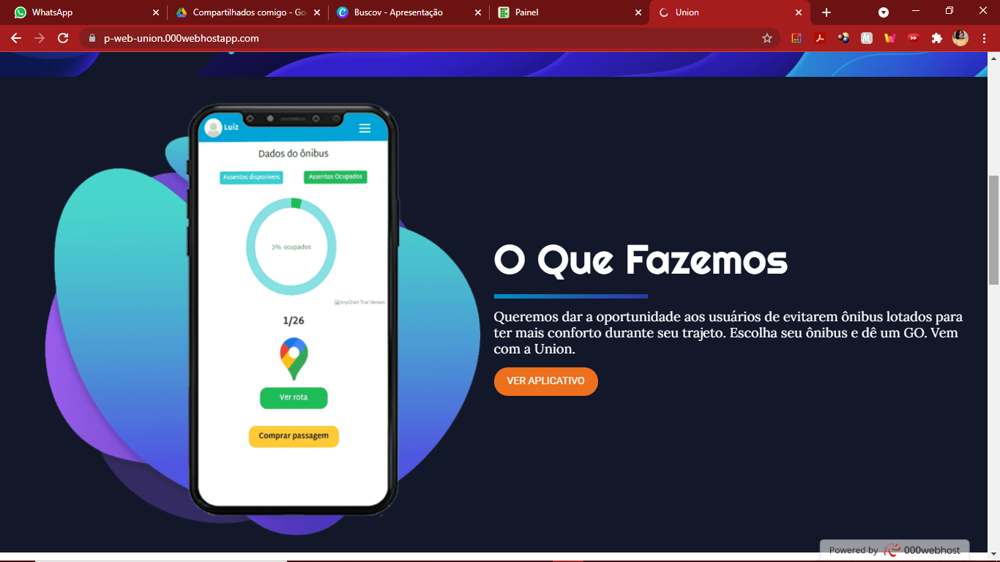 WhatsApp
Compartilhados comigo - Go
Buscov - Apresentação
Painel
Union
p-web-union.000webhostapp.com
Luiz
Dados do ônibus
Assentos disponíveis
Assentos Ocupados
3% ocupados
AnyChart Trial Version
1/26
Ver rota
Comprar passagem
O Que Fazemos
Queremos dar a oportunidade aos usuários de evitarem ônibus lotados para
ter mais conforto durante seu trajeto. Escolha seu ônibus e dê um GO. Vem
com a Union.
VER APLICATIVO
Powered by 000webhost